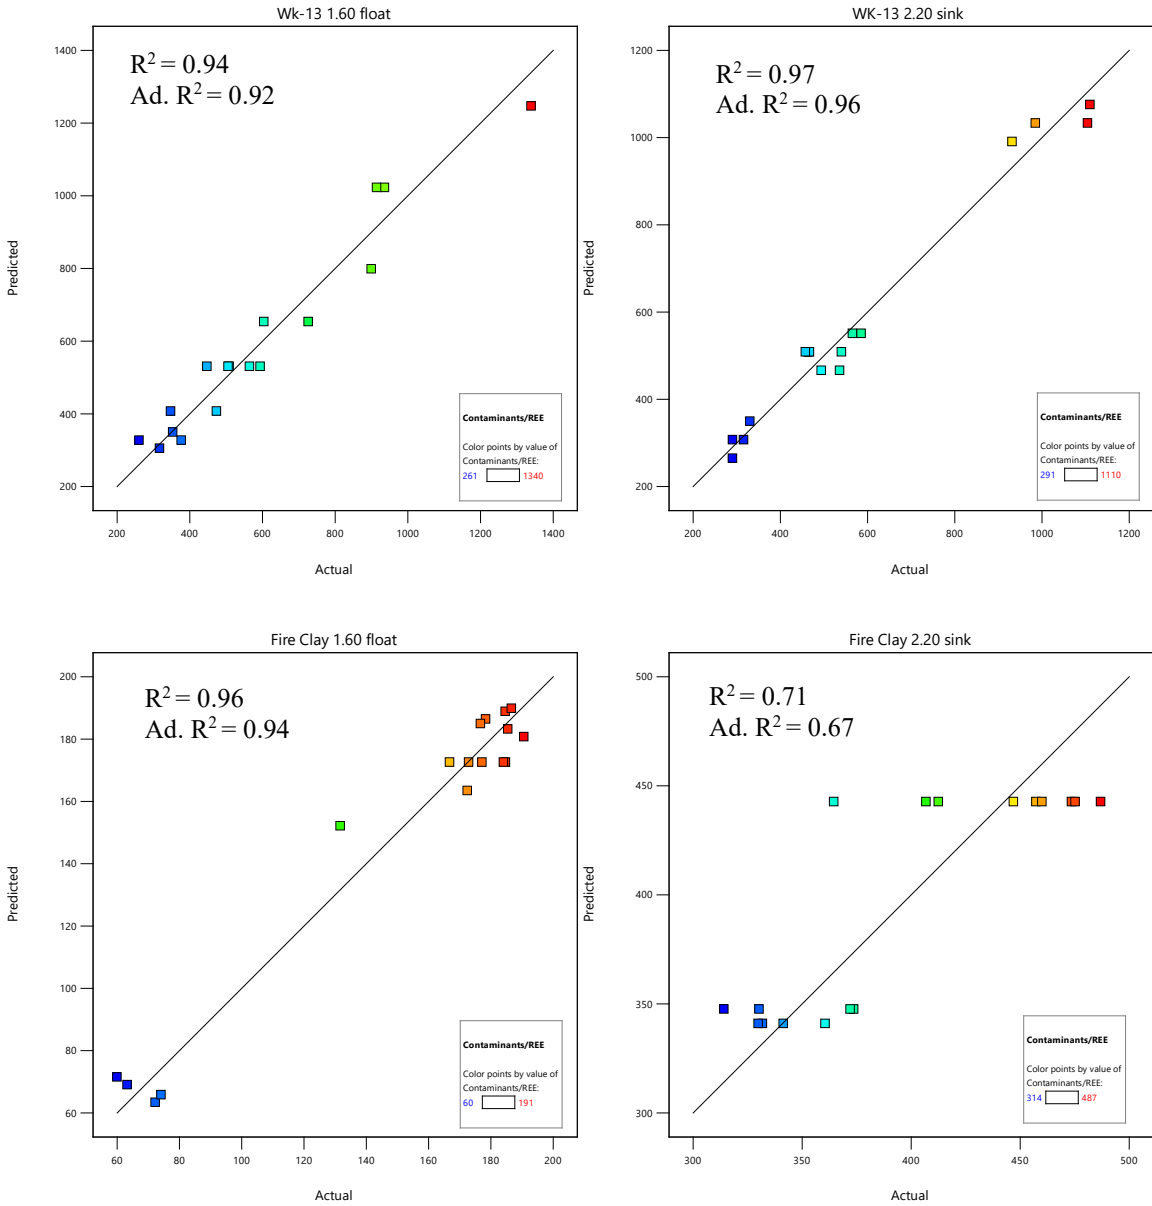 Wk-13 1.60 float
R² = 0.94
Ad. R² = 0.92
1400
1200
1000
800
600
400
200
Predicted
200 400 600 800 1000 1200 1400
Actual
Contaminants/REE
Color points by value of
Contaminants/REE:
261 1340
WK-13 2.20 sink
R² = 0.97
Ad. R² = 0.96
1200
1000
800
600
400
200
Predicted
200 400 600 800 1000 1200
Actual
Contaminants/REE
Color points by value of
Contaminants/REE:
291 1110
Fire Clay 1.60 float
R² = 0.96
Ad. R² = 0.94
200
180
160
140
120
100
80
60
Predicted
60 80 100 120 140 160 180 200
Actual
Contaminants/REE
Color points by value of
Contaminants/REE:
60 191
Fire Clay 2.20 sink
R² = 0.71
Ad. R² = 0.67
500
450
400
350
300
Predicted
300 350 400 450 500
Actual
Contaminants/REE
Color points by value of
Contaminants/REE:
314 487